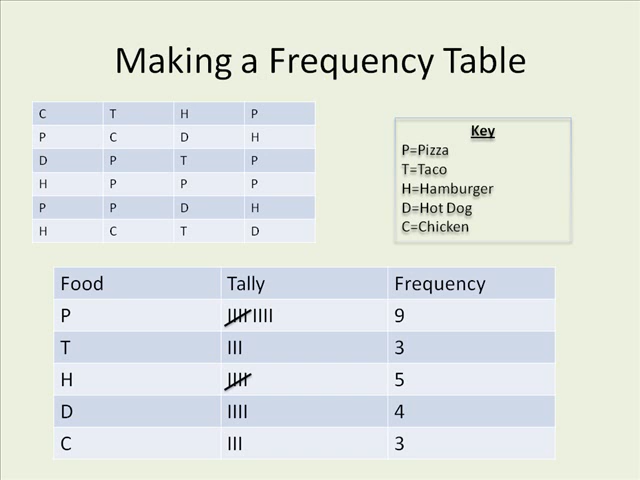 Making a Frequency Table
C T H P
P C D H
D P T P
H P P P
P P D H
H C T D
Key
P=Pizza
T=Taco
H=Hamburger
D=Hot Dog
C=Chicken
Food Tally Frequency
P IIII IIII 9
T III 3
H IIII 5
D IIII 4
C III 3